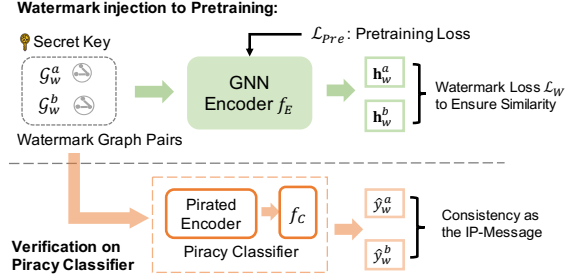 Watermark injection to Pretraining:
Secret Key
𝓛_Pre: Pretraining Loss
𝒢_w^a
𝒢_w^b
GNN
Encoder f_E
h_w^a
h_w^b
Watermark Loss 𝓛_W
to Ensure Similarity
Watermark Graph Pairs
Pirated
Encoder
f_C
Piracy Classifier
ŷ_w^a
ŷ_w^b
Consistency as
the IP-Message
Verification on
Piracy Classifier